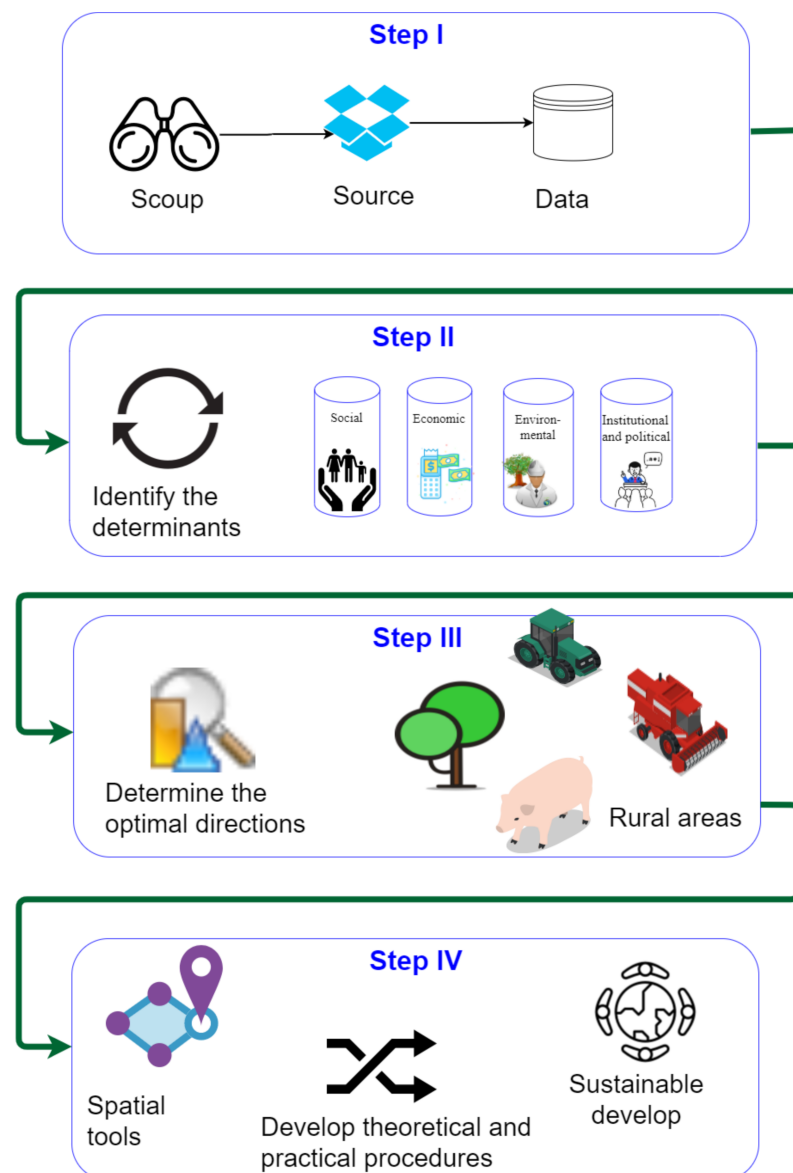 Step I
Scoup
Source
Data
Step II
Identify the
determinants
Social
Economic
Environ-
mental
Institutional
and political
Step III
Determine the
optimal directions
Rural areas
Step IV
Spatial
tools
Develop theoretical and
practical procedures
Sustainable
develop